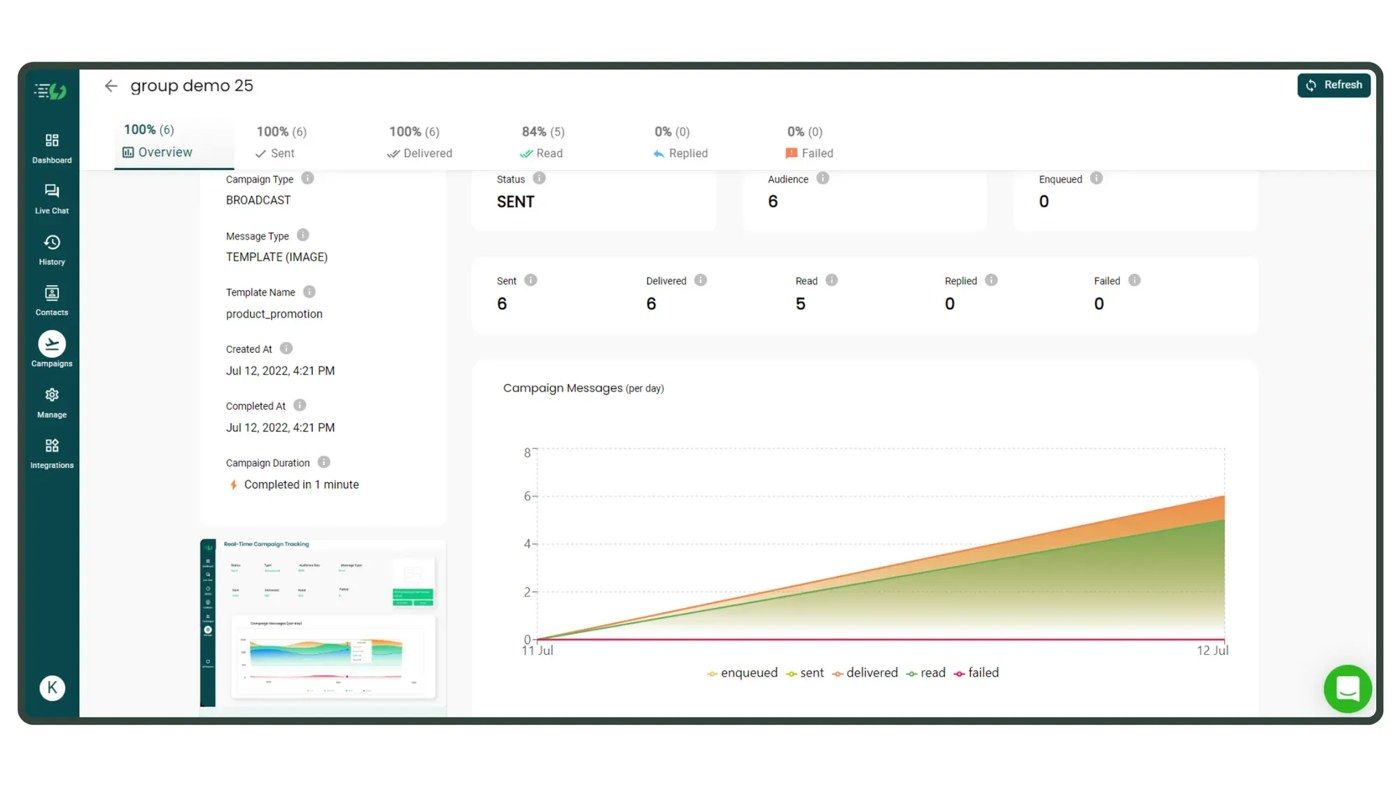 group demo 25
Refresh
100% (6)
Overview
100% (6)
Sent
100% (6)
Delivered
84% (5)
Read
0% (0)
Replied
0% (0)
Failed
Dashboard
Live Chat
History
Contacts
Campaigns
Manage
Integrations
K
Campaign Type
BROADCAST
Message Type
TEMPLATE (IMAGE)
Template Name
product_promotion
Created At
Jul 12, 2022, 4:21 PM
Completed At
Jul 12, 2022, 4:21 PM
Campaign Duration
Completed in 1 minute
Status
SENT
Audience
6
Enqueued
0
Sent
6
Delivered
6
Read
5
Replied
0
Failed
0
Campaign Messages (per day)
8
6
4
2
0
11 Jul
12 Jul
enqueued
sent
delivered
read
failed
Real-Time Campaign Tracking
Campaign Messages (per day)